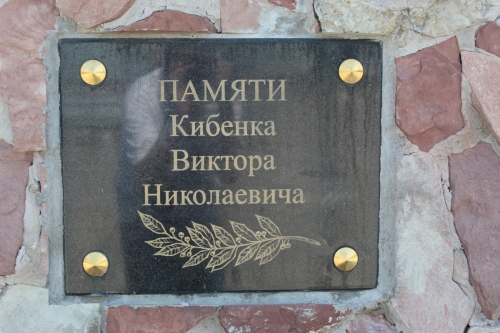 ПАМЯТИ
Кибенка
Виктора
Николаевича